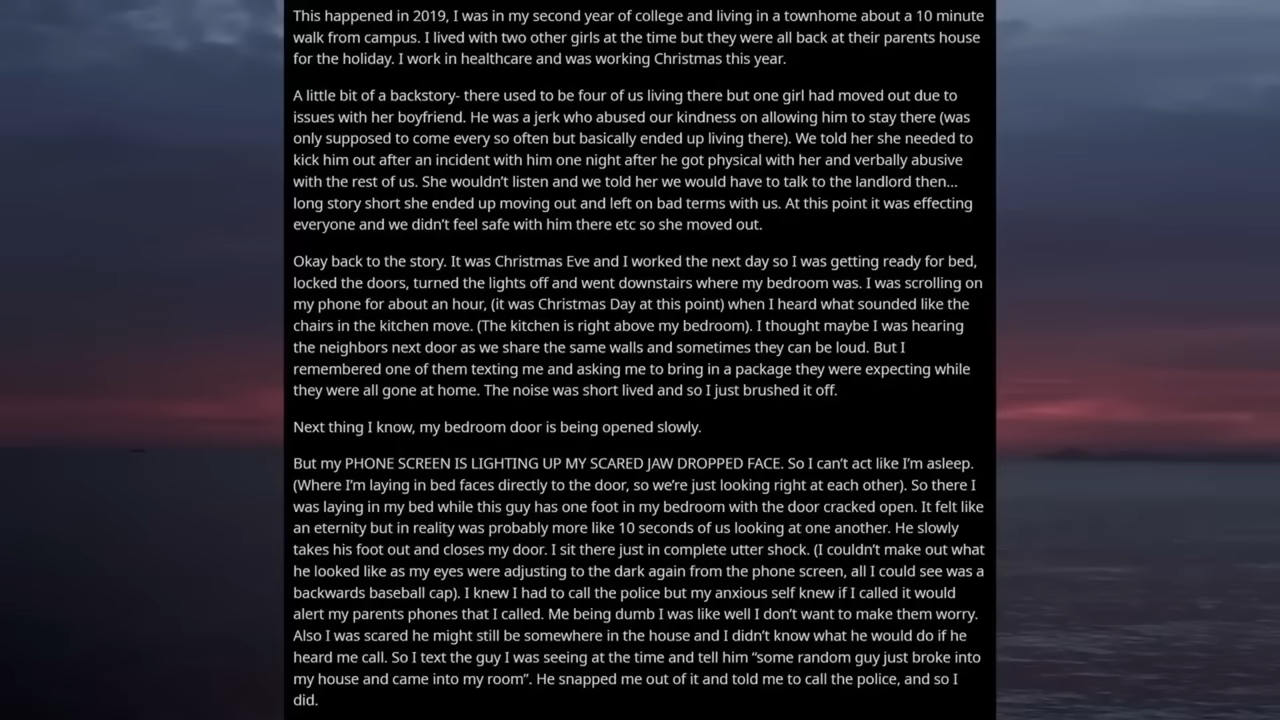 This happened in 2019, I was in my second year of college and living in a townhome about a 10 minute
walk from campus. I lived with two other girls at the time but they were all back at their parents house
for the holiday. I work in healthcare and was working Christmas this year.
A little bit of a backstory- there used to be four of us living there but one girl had moved out due to
issues with her boyfriend. He was a jerk who abused our kindness on allowing him to stay there (was
only supposed to come every so often but basically ended up living there). We told her she needed to
kick him out after an incident with him one night after he got physical with her and verbally abusive
with the rest of us. She wouldn’t listen and we told her we would have to talk to the landlord then...
long story short she ended up moving out and left on bad terms with us. At this point it was effecting
everyone and we didn’t feel safe with him there etc so she moved out.
Okay back to the story. It was Christmas Eve and I worked the next day so I was getting ready for bed,
locked the doors, turned the lights off and went downstairs where my bedroom was. I was scrolling on
my phone for about an hour, (it was Christmas Day at this point) when I heard what sounded like the
chairs in the kitchen move. (The kitchen is right above my bedroom). I thought maybe I was hearing
the neighbors next door as we share the same walls and sometimes they can be loud. But I
remembered one of them texting me and asking me to bring in a package they were expecting while
they were all gone at home. The noise was short lived and so I just brushed it off.
Next thing I know, my bedroom door is being opened slowly.
But my PHONE SCREEN IS LIGHTING UP MY SCARED JAW DROPPED FACE. So I can’t act like I’m asleep.
(Where I’m laying in bed faces directly to the door, so we’re just looking right at each other). So there I
was laying in my bed while this guy has one foot in my bedroom with the door cracked open. It felt like
an eternity but in reality was probably more like 10 seconds of us looking at one another. He slowly
takes his foot out and closes my door. I sit there just in complete utter shock. (I couldn’t make out what
he looked like as my eyes were adjusting to the dark again from the phone screen, all I could see was a
backwards baseball cap). I knew I had to call the police but my anxious self knew if I called it would
alert my parents phones that I called. Me being dumb I was like well I don’t want to make them worry.
Also I was scared he might still be somewhere in the house and I didn’t know what he would do if he
heard me call. So I text the guy I was seeing at the time and tell him “some random guy just broke into
my house and came into my room”. He snapped me out of it and told me to call the police, and so I
did.